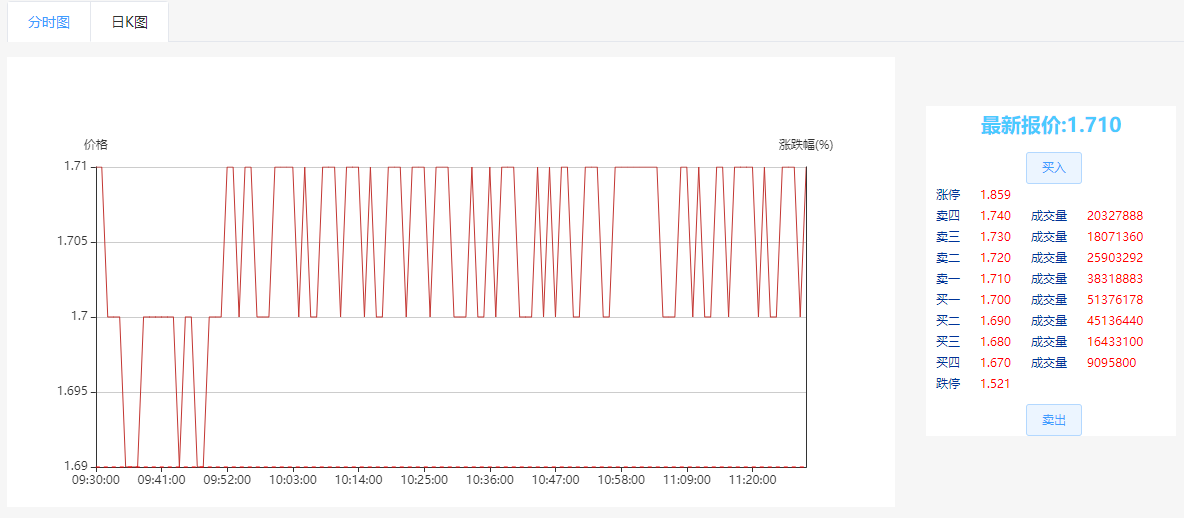 分时图 日K图
价格 涨跌幅(%)
1.71
1.705
1.7
1.695
1.69
09:30:00 09:41:00 09:52:00 10:03:00 10:14:00 10:25:00 10:36:00 10:47:00 10:58:00 11:09:00 11:20:00
最新报价:1.710
买入
涨停 1.859
卖四 1.740 成交量 20327888
卖三 1.730 成交量 18071360
卖二 1.720 成交量 25903292
卖一 1.710 成交量 38318883
买一 1.700 成交量 51376178
买二 1.690 成交量 45136440
买三 1.680 成交量 16433100
买四 1.670 成交量 9095800
跌停 1.521
卖出